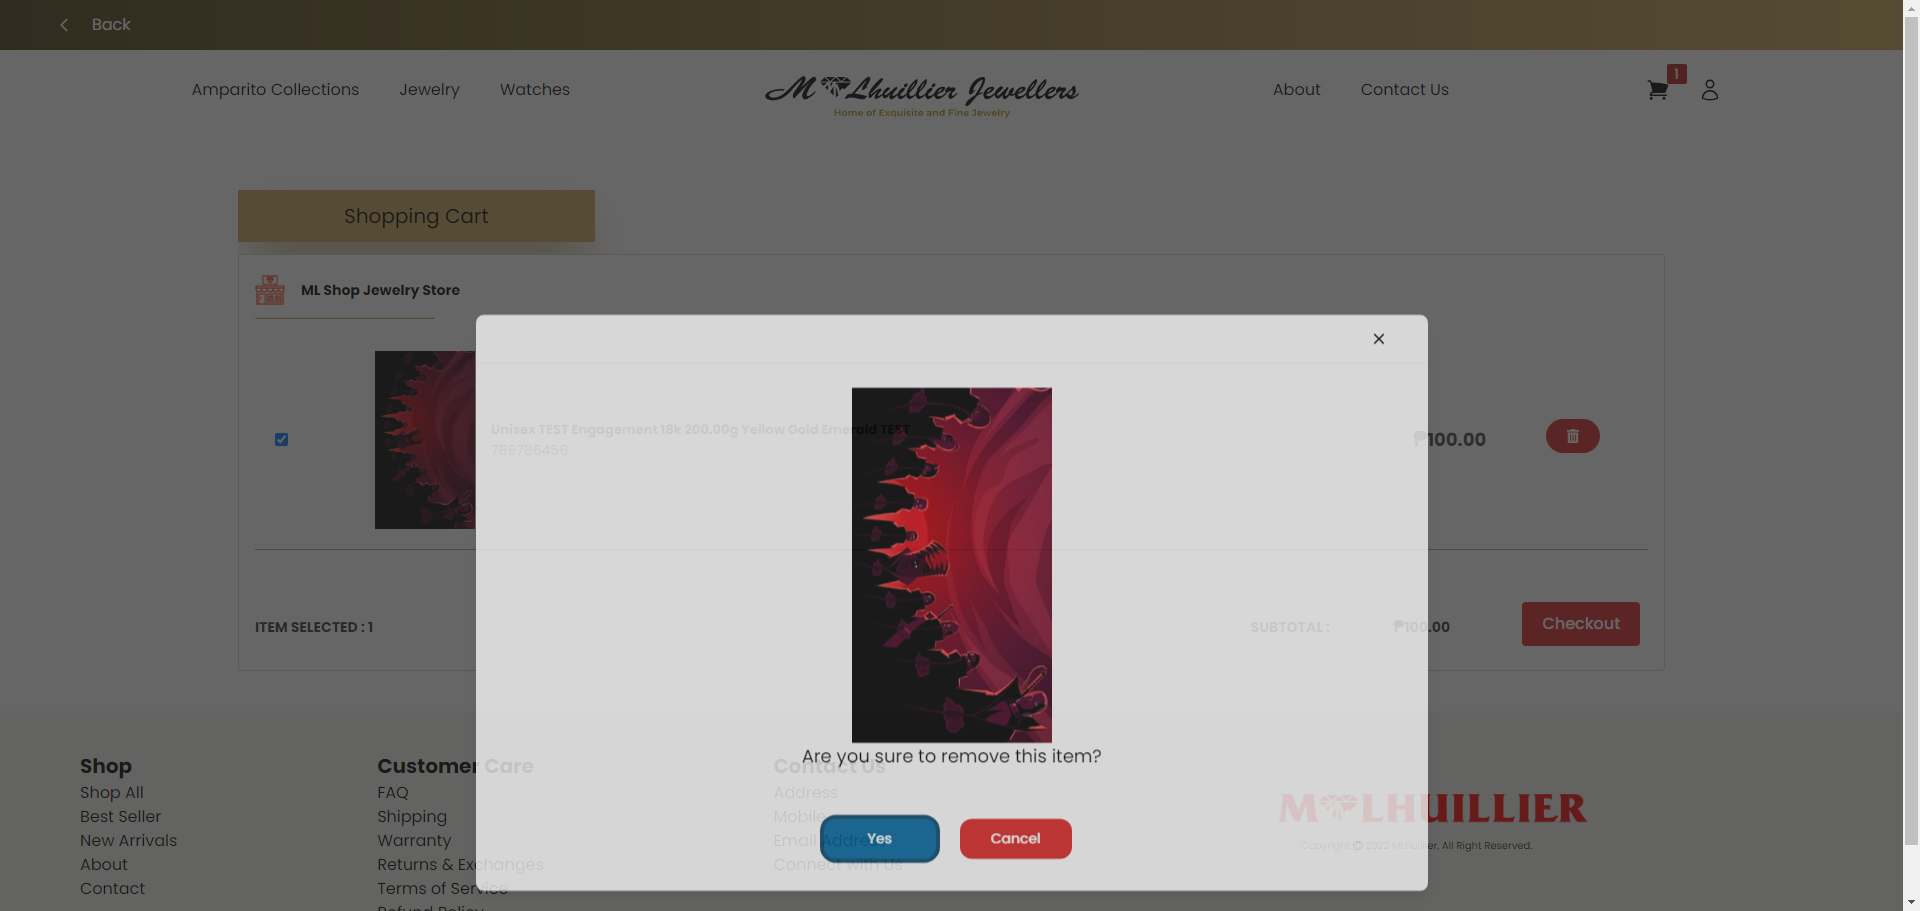 Back
Amparito Collections
Jewelry
Watches
M Lhuillier Jewellers
Home of Exquisite and Fine Jewelry
About
Contact Us
1
Shopping Cart
ML Shop Jewelry Store
Unisex TEST Engagement 18k 200.00g Yellow Gold Emerald TEST
789786456
₱100.00
ITEM SELECTED : 1
SUBTOTAL :
₱100.00
Checkout
Are you sure to remove this item?
Yes
Cancel
Shop
Shop All
Best Seller
New Arrivals
About
Contact
Customer Care
FAQ
Shipping
Warranty
Returns & Exchanges
Terms of Service
Refund Policy
Contact Us
Address
Mobile
Email Address
Connect with Us
M LHUILLIER
Copyright © 2022 Mlhuillier, All Right Reserved.